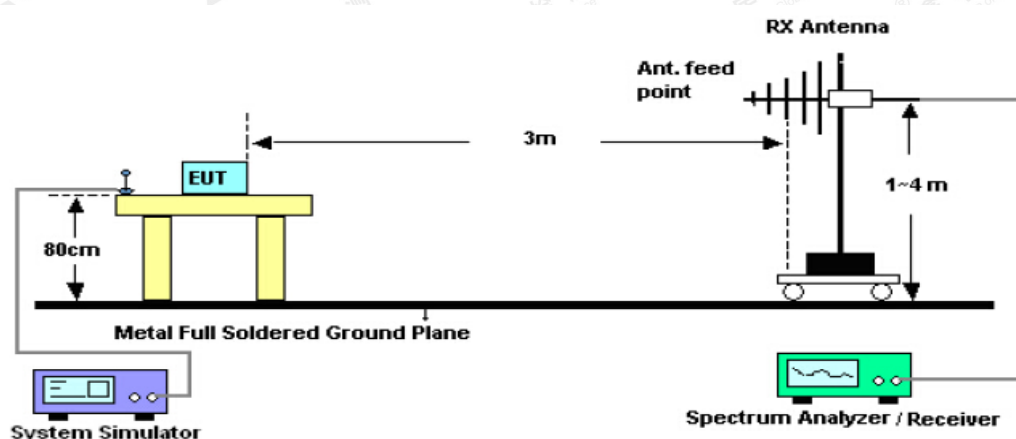 RX Antenna
Ant. feed
point
3m
EUT
1~4 m
80cm
Metal Full Soldered Ground Plane
System Simulator
Spectrum Analyzer / Receiver